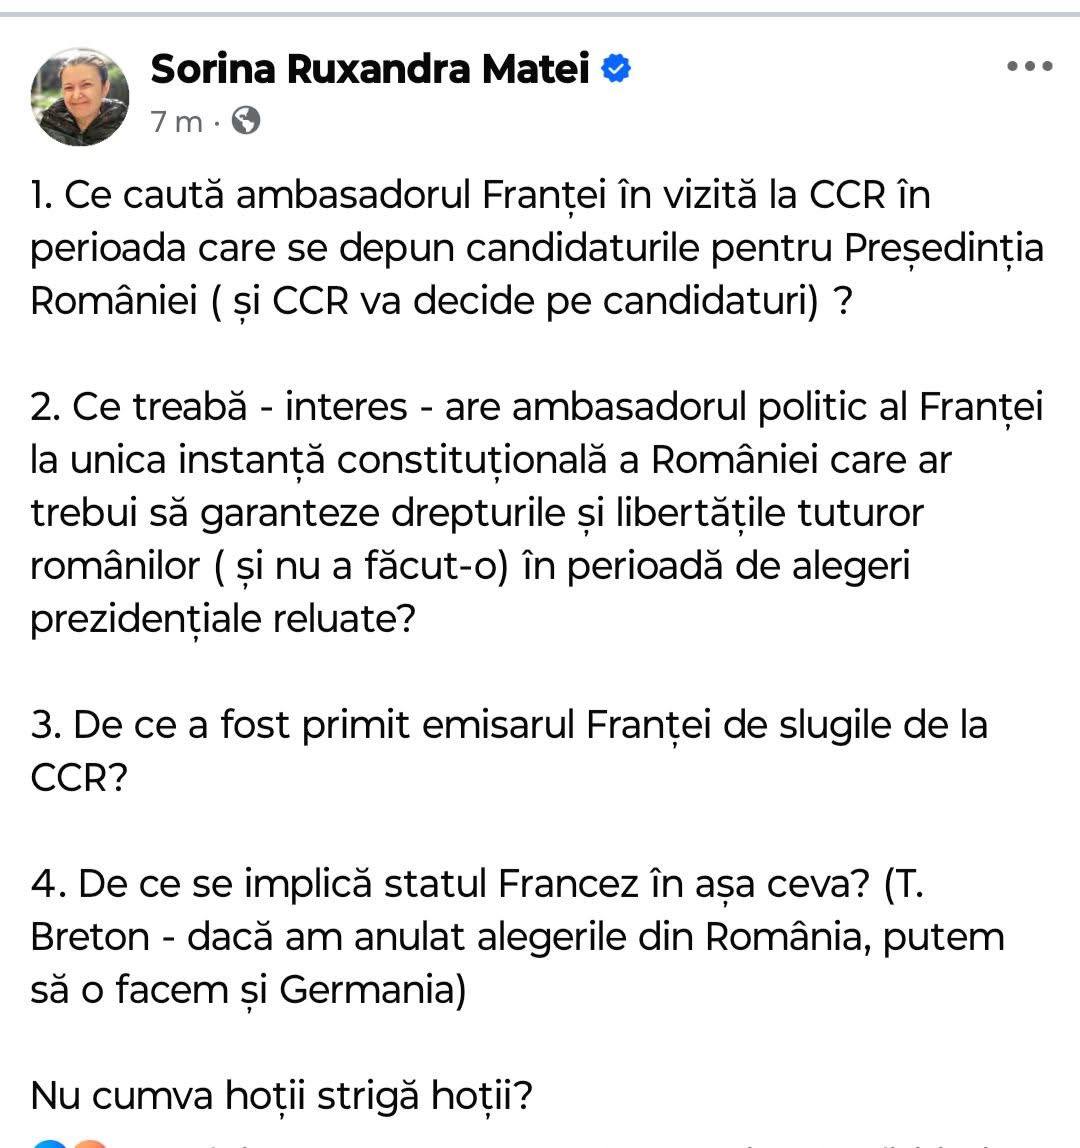 Sorina Ruxandra Matei
7 m ·
1. Ce caută ambasadorul Franței în vizită la CCR în
perioada care se depun candidaturile pentru Președinția
României ( și CCR va decide pe candidaturi) ?
2. Ce treabă - interes - are ambasadorul politic al Franței
la unica instanță constituțională a României care ar
trebui să garanteze drepturile și libertățile tuturor
românilor ( și nu a făcut-o) în perioadă de alegeri
prezidențiale reluate?
3. De ce a fost primit emisarul Franței de slugile de la
CCR?
4. De ce se implică statul Francez în așa ceva? (T.
Breton - dacă am anulat alegerile din România, putem
să o facem și Germania)
Nu cumva hoții strigă hoții?